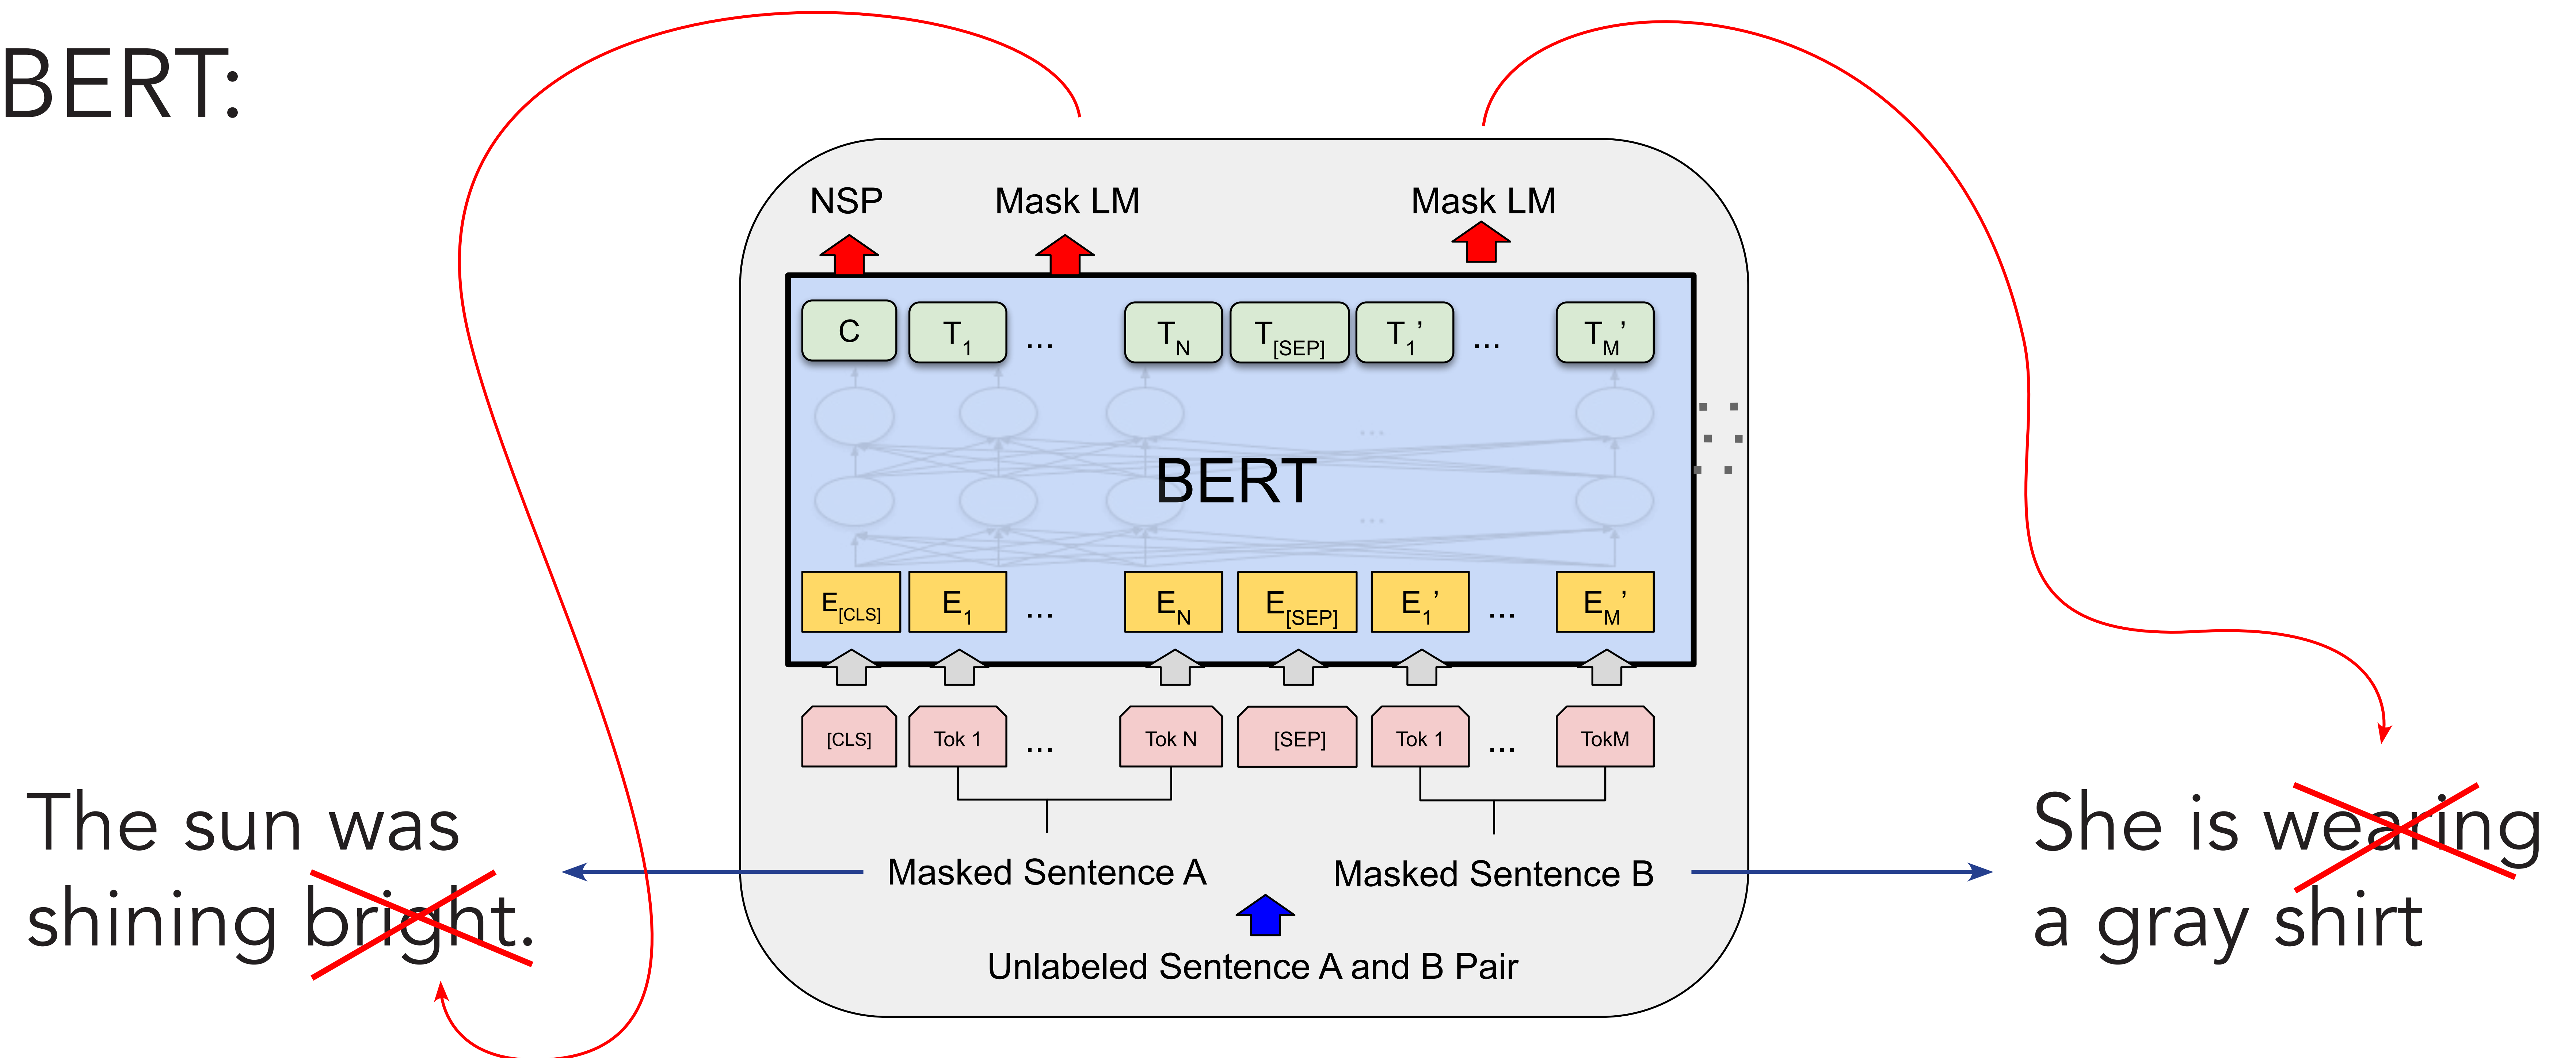 BERT:
NSP Mask LM Mask LM
C T1 ... TN T[SEP] T1’ ... TM’
...
BERT
...
E[CLS] E1 ... EN E[SEP] E1’ ... EM’
[CLS] Tok 1 ... Tok N [SEP] Tok 1 ... TokM
Masked Sentence A Masked Sentence B
Unlabeled Sentence A and B Pair
The sun was
shining bright.
She is wearing
a gray shirt